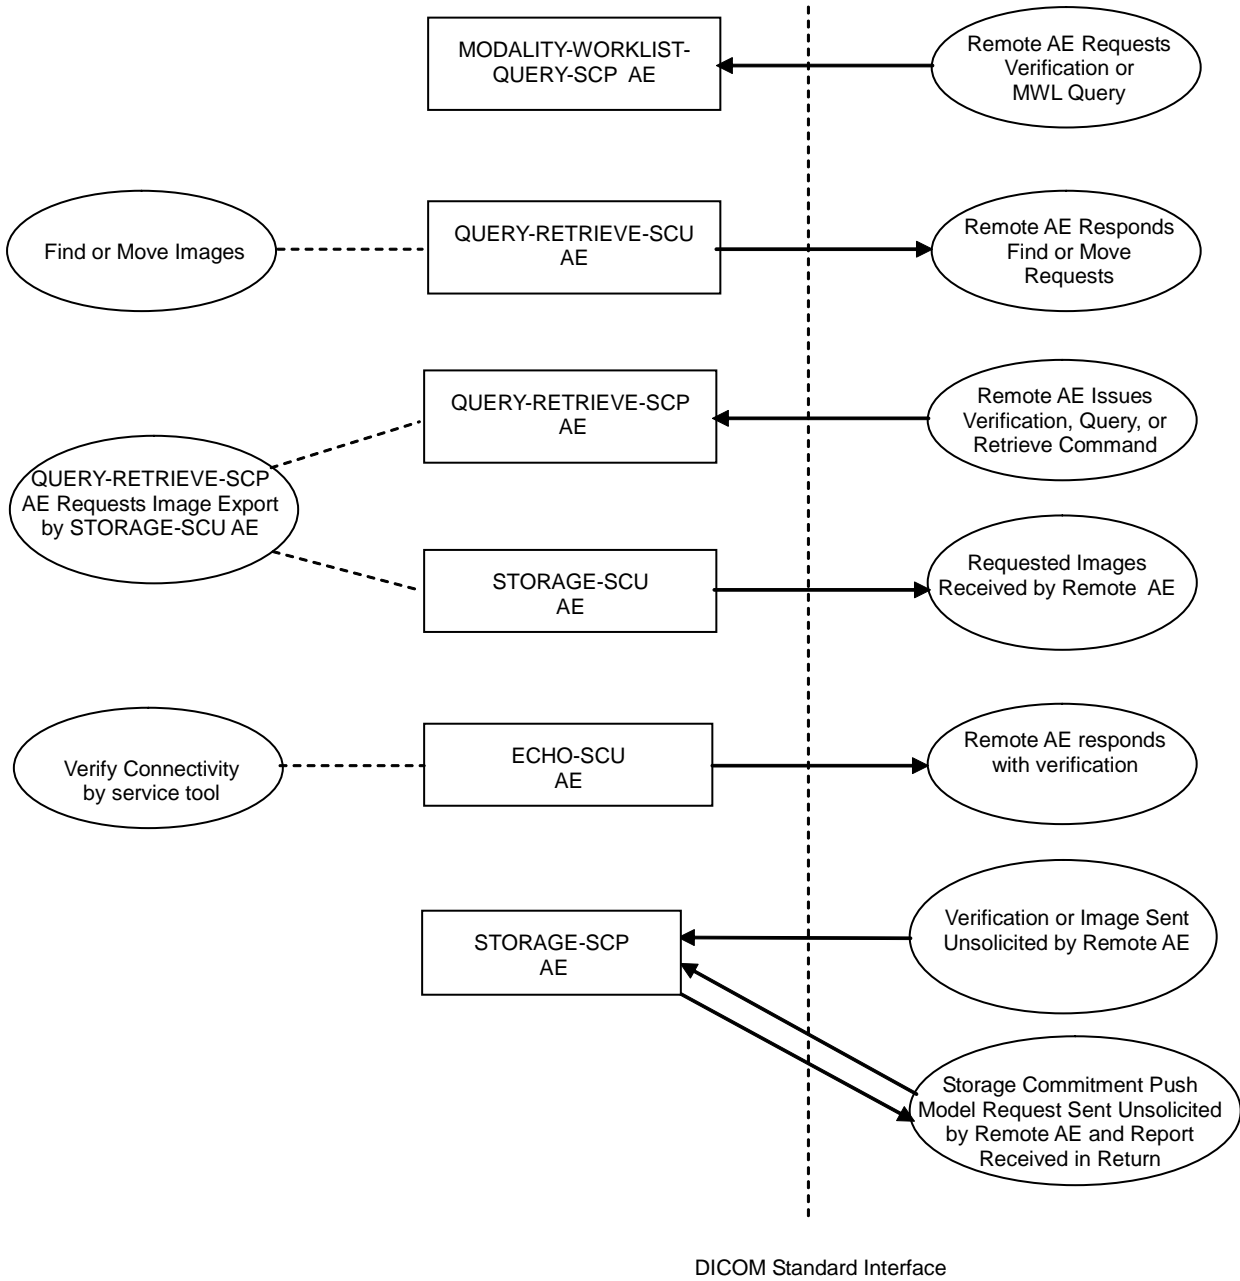 MODALITY-WORKLIST-
QUERY-SCP AE
Remote AE Requests
Verification or
MWL Query
Find or Move Images
QUERY-RETRIEVE-SCU
AE
Remote AE Responds
Find or Move
Requests
QUERY-RETRIEVE-SCP
AE
Remote AE Issues
Verification, Query, or
Retrieve Command
QUERY-RETRIEVE-SCP
AE Requests Image Export
by STORAGE-SCU AE
STORAGE-SCU
AE
Requested Images
Received by Remote AE
Verify Connectivity
by service tool
ECHO-SCU
AE
Remote AE responds
with verification
STORAGE-SCP
AE
Verification or Image Sent
Unsolicited by Remote AE
Storage Commitment Push
Model Request Sent Unsolicited
by Remote AE and Report
Received in Return
DICOM Standard Interface